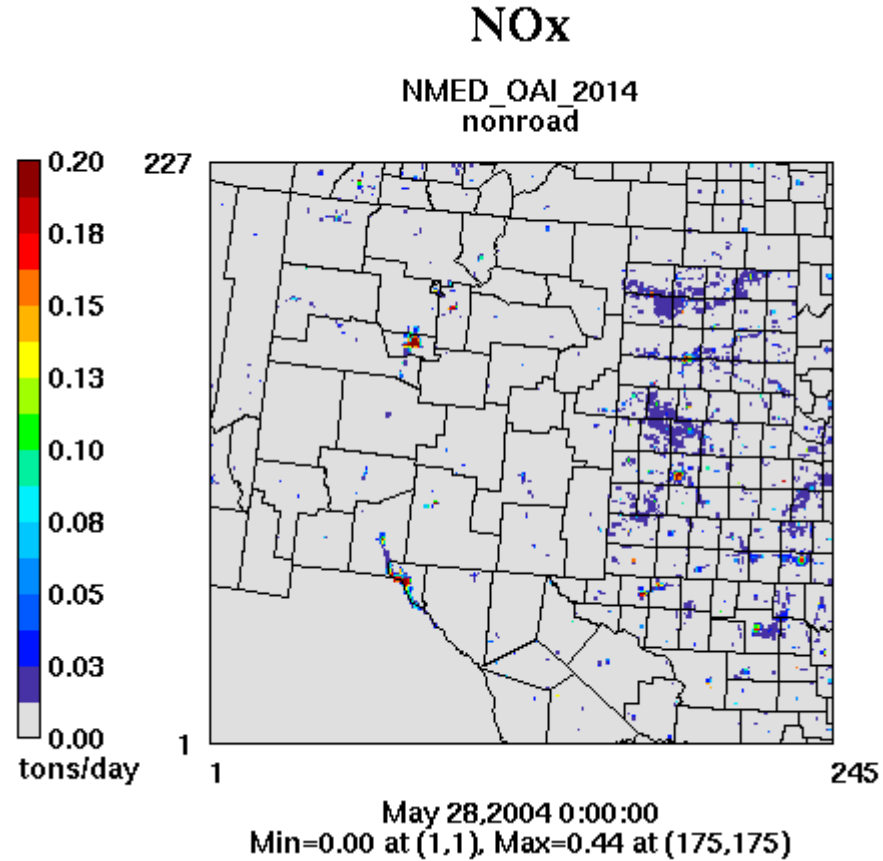 NOx
NMED_OAI_2014
nonroad
0.20
0.18
0.15
0.13
0.10
0.08
0.05
0.03
0.00
tons/day
227
1
1
245
May 28,2004 0:00:00
Min=0.00 at (1,1), Max=0.44 at (175,175)